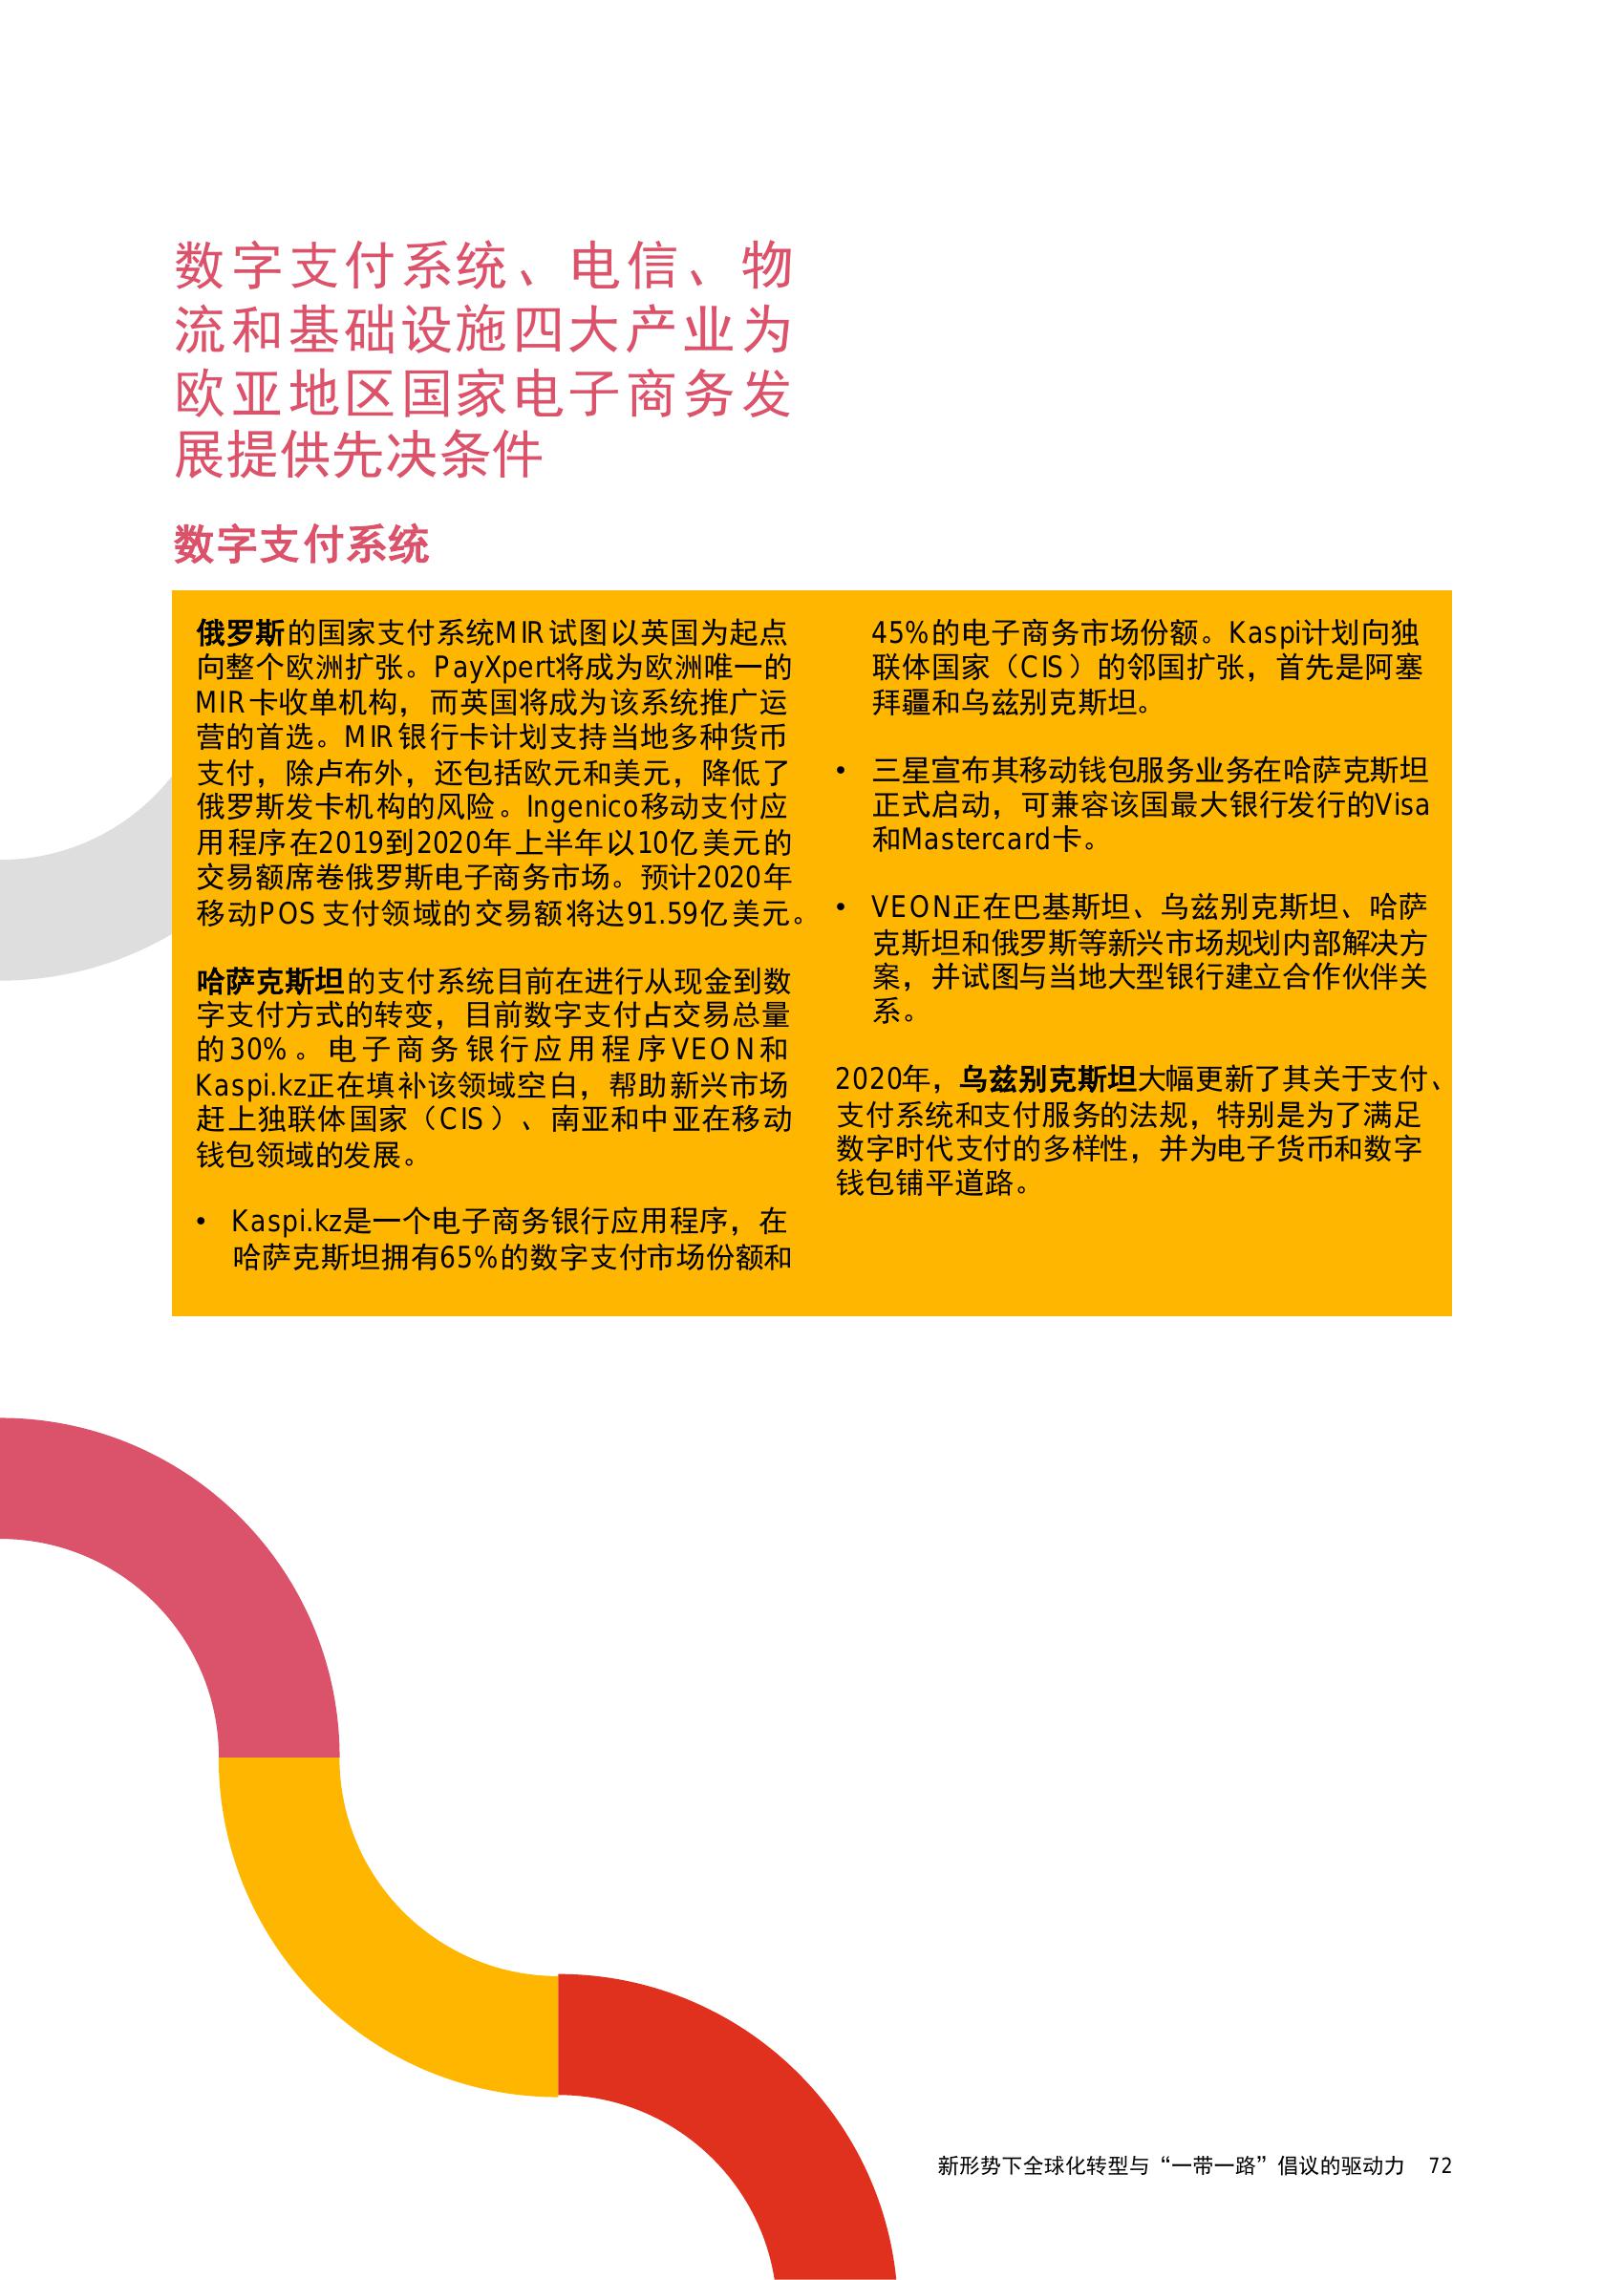 数字支付系统、电信、物
流和基础设施四大产业为
欧亚地区国家电子商务发
展提供先决条件
数字支付系统
俄罗斯的国家支付系统MIR试图以英国为起点
向整个欧洲扩张。PayXpert将成为欧洲唯一的
MIR卡收单机构，而英国将成为该系统推广运
营的首选。MIR银行卡计划支持当地多种货币
支付，除卢布外，还包括欧元和美元，降低了
俄罗斯发卡机构的风险。Ingenico移动支付应
用程序在2019到2020年上半年以10亿美元的
交易额席卷俄罗斯电子商务市场。预计2020年
移动POS支付领域的交易额将达91.59亿美元。
哈萨克斯坦的支付系统目前在进行从现金到数
字支付方式的转变，目前数字支付占交易总量
的30%。电子商务银行应用程序VEON和
Kaspi.kz正在填补该领域空白，帮助新兴市场
赶上独联体国家（CIS）、南亚和中亚在移动
钱包领域的发展。
• Kaspi.kz是一个电子商务银行应用程序，在
哈萨克斯坦拥有65%的数字支付市场份额和
45%的电子商务市场份额。Kaspi计划向独
联体国家（CIS）的邻国扩张，首先是阿塞
拜疆和乌兹别克斯坦。
• 三星宣布其移动钱包服务业务在哈萨克斯坦
正式启动，可兼容该国最大银行发行的Visa
和Mastercard卡。
• VEON正在巴基斯坦、乌兹别克斯坦、哈萨
克斯坦和俄罗斯等新兴市场规划内部解决方
案，并试图与当地大型银行建立合作伙伴关
系。
2020年，乌兹别克斯坦大幅更新了其关于支付、
支付系统和支付服务的法规，特别是为了满足
数字时代支付的多样性，并为电子货币和数字
钱包铺平道路。
新形势下全球化转型与“一带一路”倡议的驱动力 72